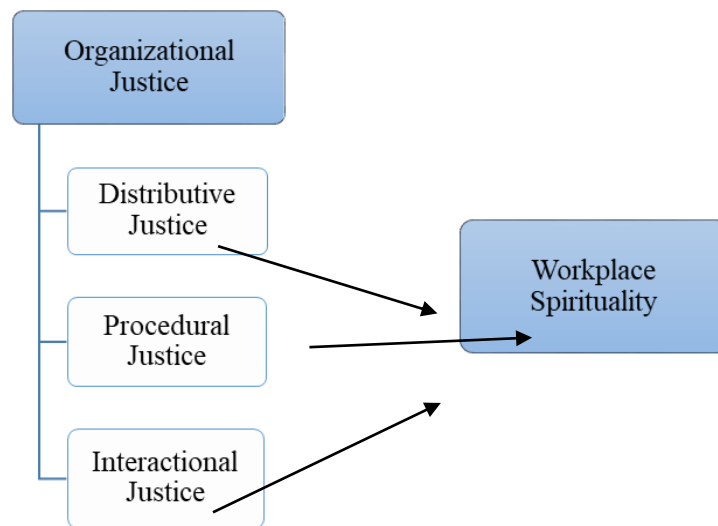 Organizational
Justice
Distributive
Justice
Procedural
Justice
Interactional
Justice
Workplace
Spirituality